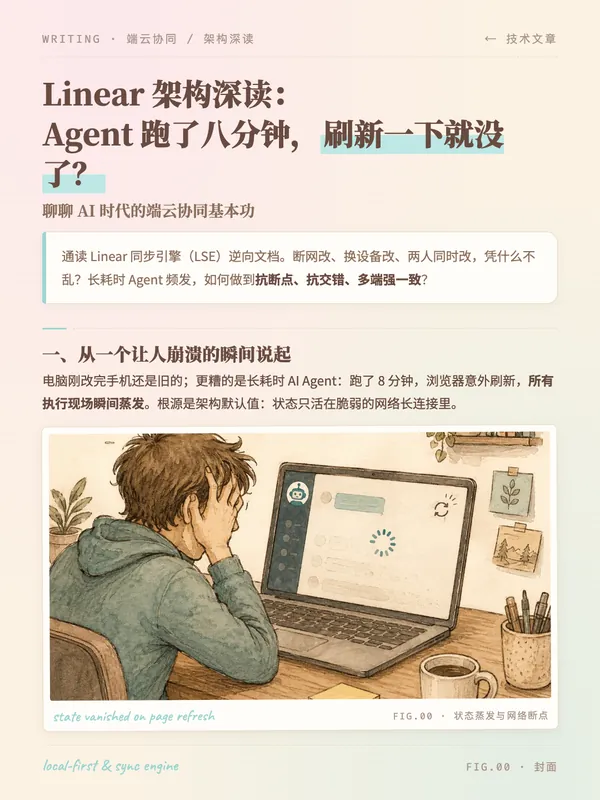 WRITING · 端云协同 / 架构深读
← 技术文章
Linear 架构深读：
Agent 跑了八分钟，刷新一下就没
了？
聊聊 AI 时代的端云协同基本功
通读 Linear 同步引擎（LSE）逆向文档。断网改、换设备改、两人同时改，凭什么不
乱？长耗时 Agent 频发，如何做到抗断点、抗交错、多端强一致？
一、从一个让人崩溃的瞬间说起
电脑刚改完手机还是旧的；更糟的是长耗时 AI Agent：跑了 8 分钟，浏览器意外刷新，所有
执行现场瞬间蒸发。根源是架构默认值：状态只活在脆弱的网络长连接里。
state vanished on page refresh
FIG.00 · 状态蒸发与网络断点
local-first & sync engine
FIG.00 · 封面